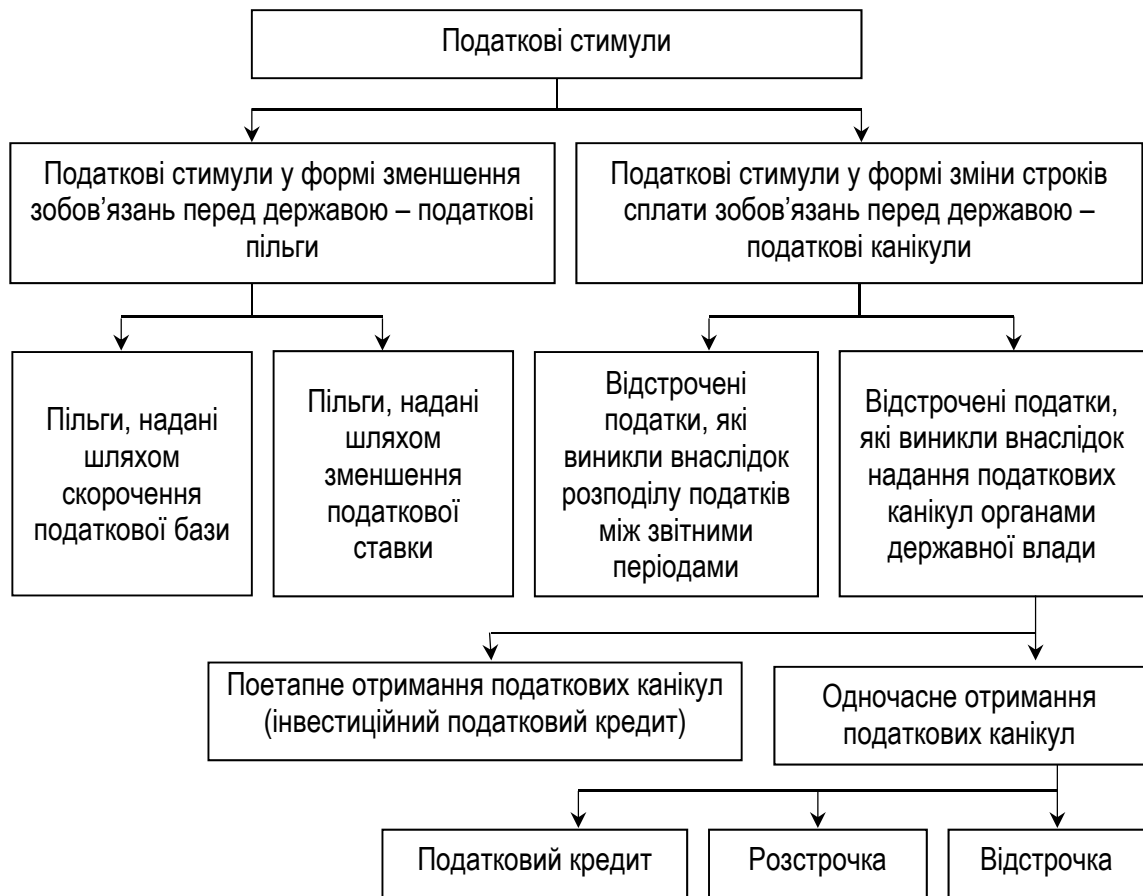 Податкові стимули
Податкові стимули у формі зменшення
зобов’язань перед державою – податкові
пільги
Податкові стимули у формі зміни строків
сплати зобов’язань перед державою –
податкові канікули
Пільги, надані
шляхом
скорочення
податкової бази
Пільги, надані
шляхом
зменшення
податкової
ставки
Відстрочені
податки, які
виникли внаслідок
розподілу податків
між звітними
періодами
Відстрочені податки,
які виникли внаслідок
надання податкових
канікул органами
державної влади
Поетапне отримання податкових канікул
(інвестиційний податковий кредит)
Одночасне отримання
податкових канікул
Податковий кредит
Розстрочка
Відстрочка